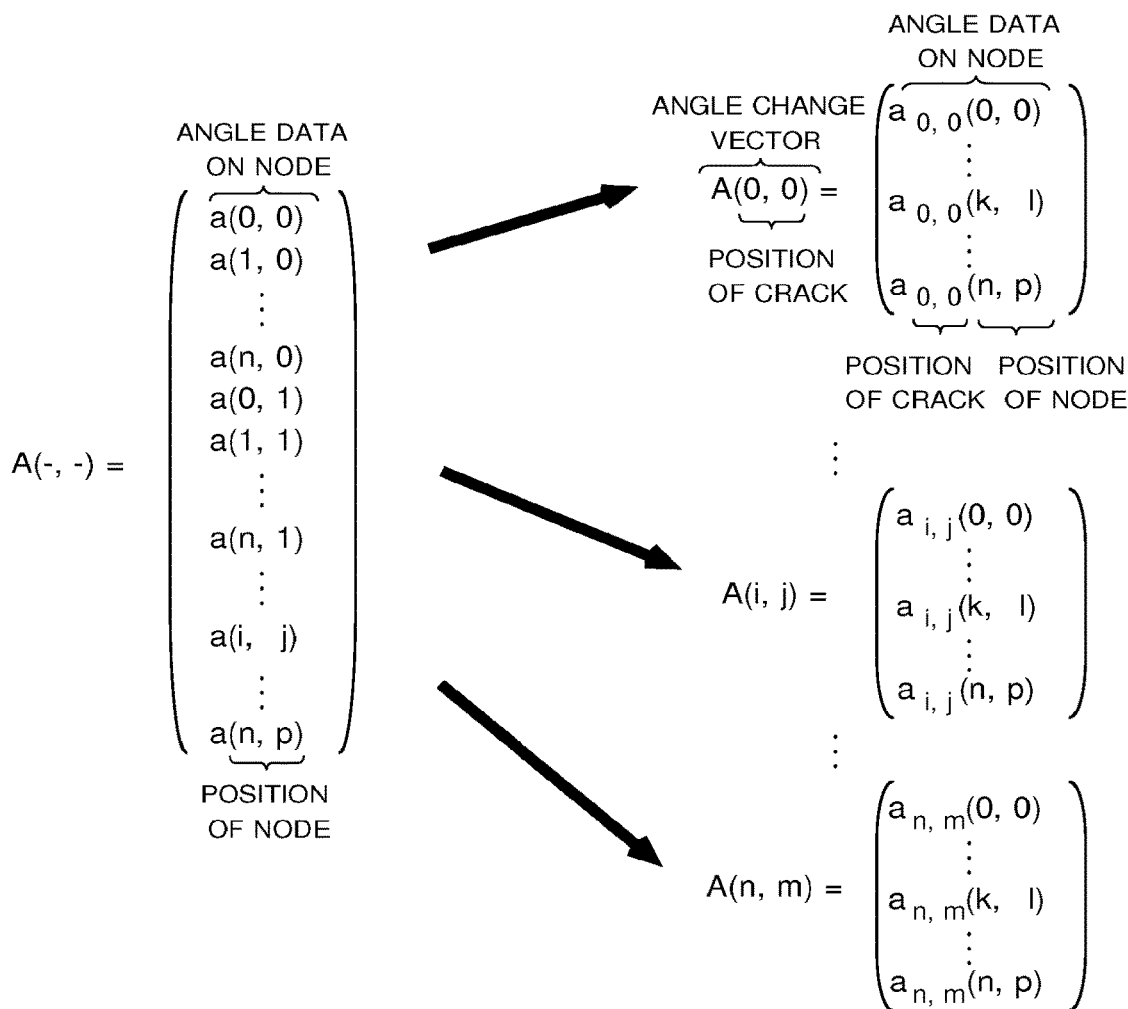 ANGLE DATA
ON NODE
a(0, 0)
a(1, 0)
a(n, 0)
a(0, 1)
a(1, 1)
A(-, -) =
a(n, 1)
a(i, j)
a(n, p)
POSITION
OF NODE
ANGLE DATA
ON NODE
ANGLE CHANGE
VECTOR
A(0, 0) =
POSITION
OF CRACK
a 0, 0 (0, 0)
a 0, 0 (k, l)
a 0, 0 (n, p)
POSITION OF CRACK
POSITION OF NODE
A(i, j) =
a i, j (0, 0)
a i, j (k, l)
a i, j (n, p)
A(n, m) =
a n, m (0, 0)
a n, m (k, l)
a n, m (n, p)